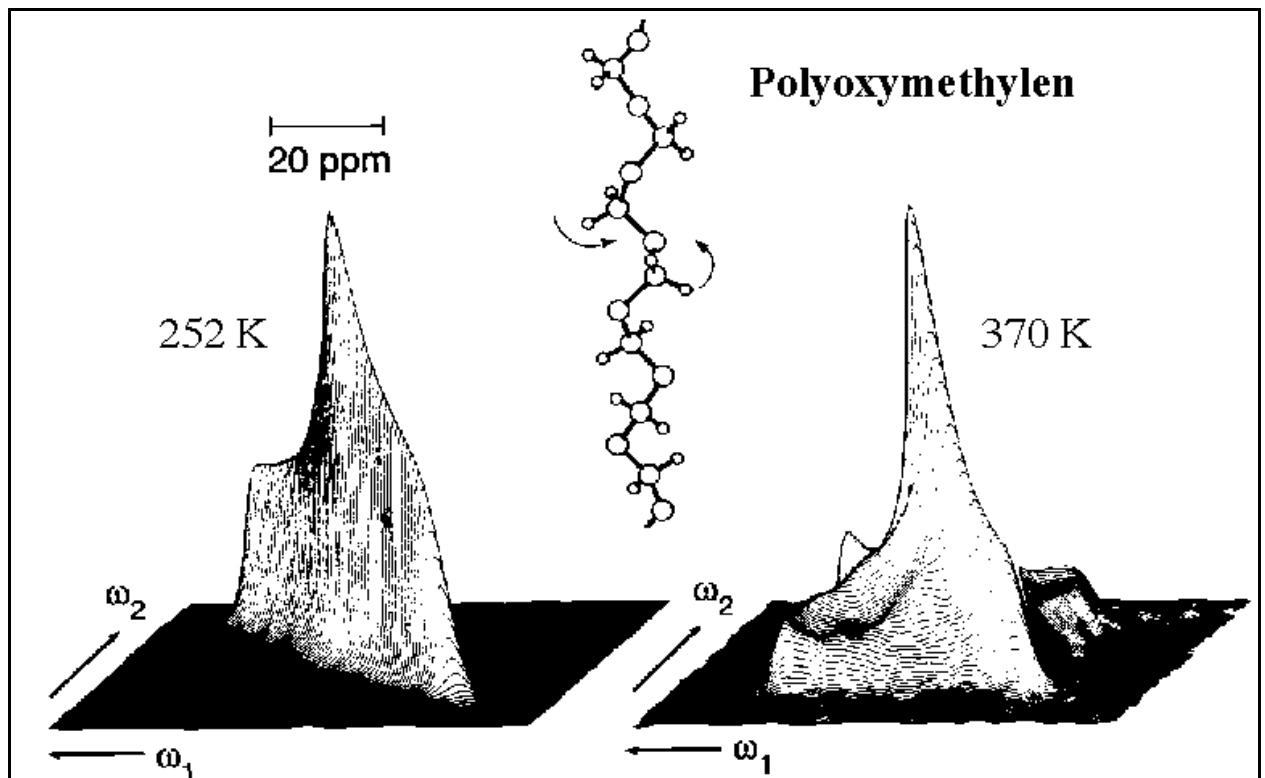 Polyoxymethylen
20 ppm
252 K
370 K
ω₂
ω₂
ω₁
ω₁